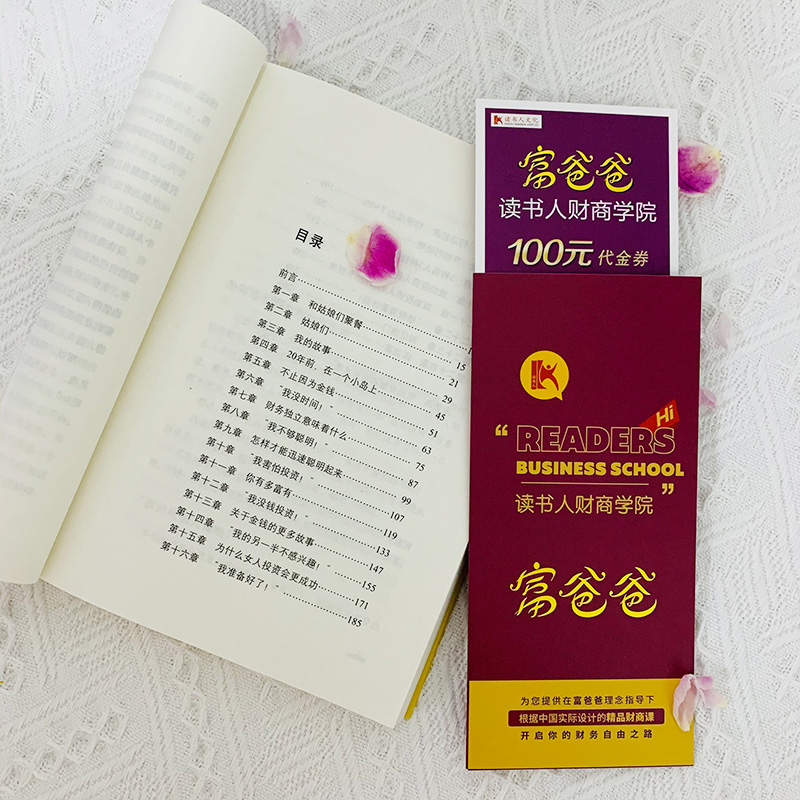 目录
前言……1
第一章 和姑娘们聚餐……15
第二章 姑娘们……21
第三章 我的故事……29
第四章 20年前，在一个小岛上……45
第五章 不止因为金钱……51
第六章 “我没时间！”……63
第七章 财务独立意味着什么……75
第八章 “我不够聪明！”……87
第九章 怎样才能迅速聪明起来……99
第十章 “我害怕投资！”……107
第十一章 你有多富有……119
第十二章 “我没钱投资！”……133
第十三章 关于金钱的更多故事……147
第十四章 “我的另一半不感兴趣！”……155
第十五章 为什么女人投资会更成功……171
第十六章 “我准备好了！”……185
读书人文化
富爸爸
读书人财商学院
100元代金券
Hi
“READERS
BUSINESS SCHOOL
读书人财商学院”
富爸爸
为您提供在富爸爸理念指导下
根据中国实际设计的精品财商课
开启你的财务自由之路